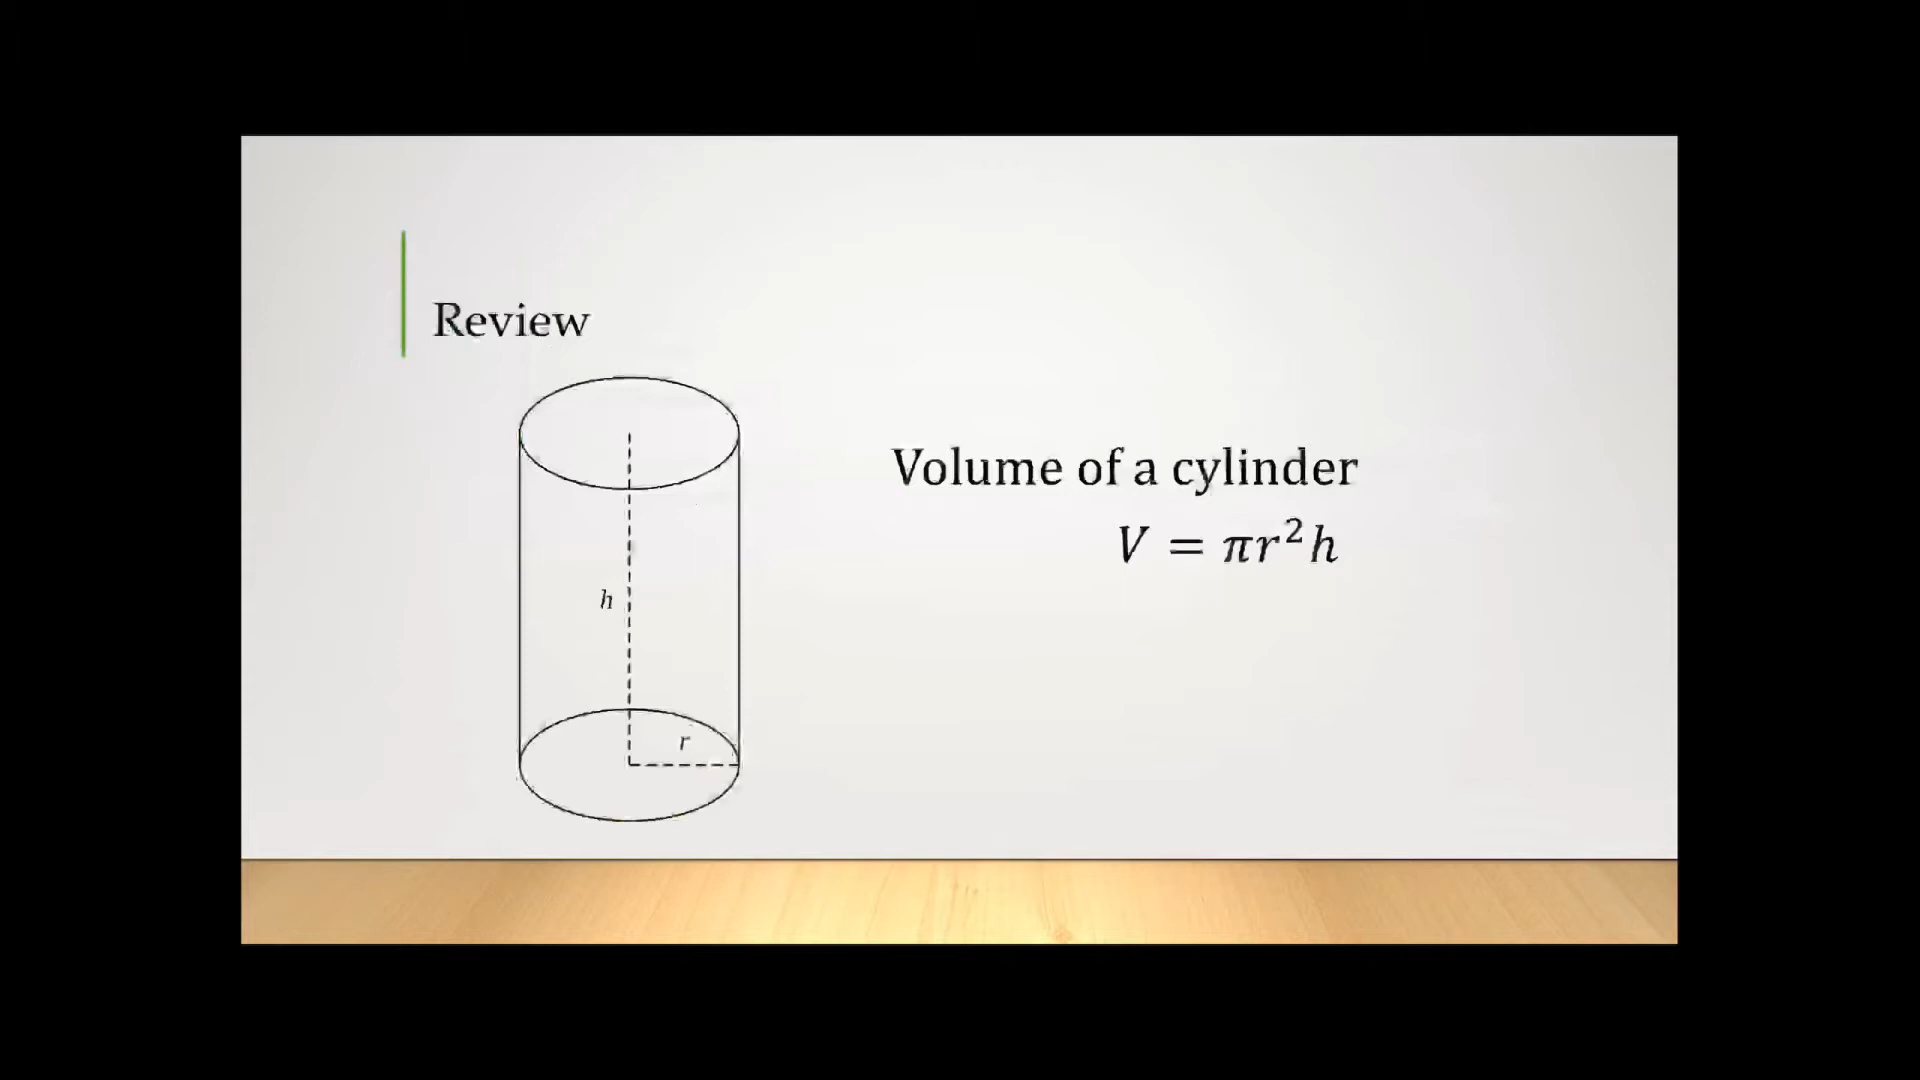 Review
Volume of a cylinder
V = πr²h
h
r